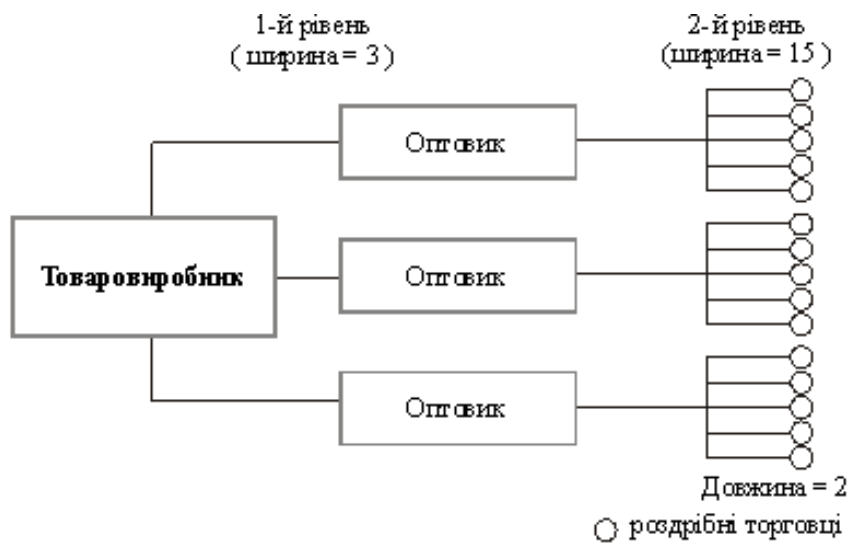 1-й рівень
( ширина = 3 )
2-й рівень
(ширина = 15 )
Оптовик
Товаровиробник
Оптовик
Оптовик
Довжина = 2
роздрібні торговці